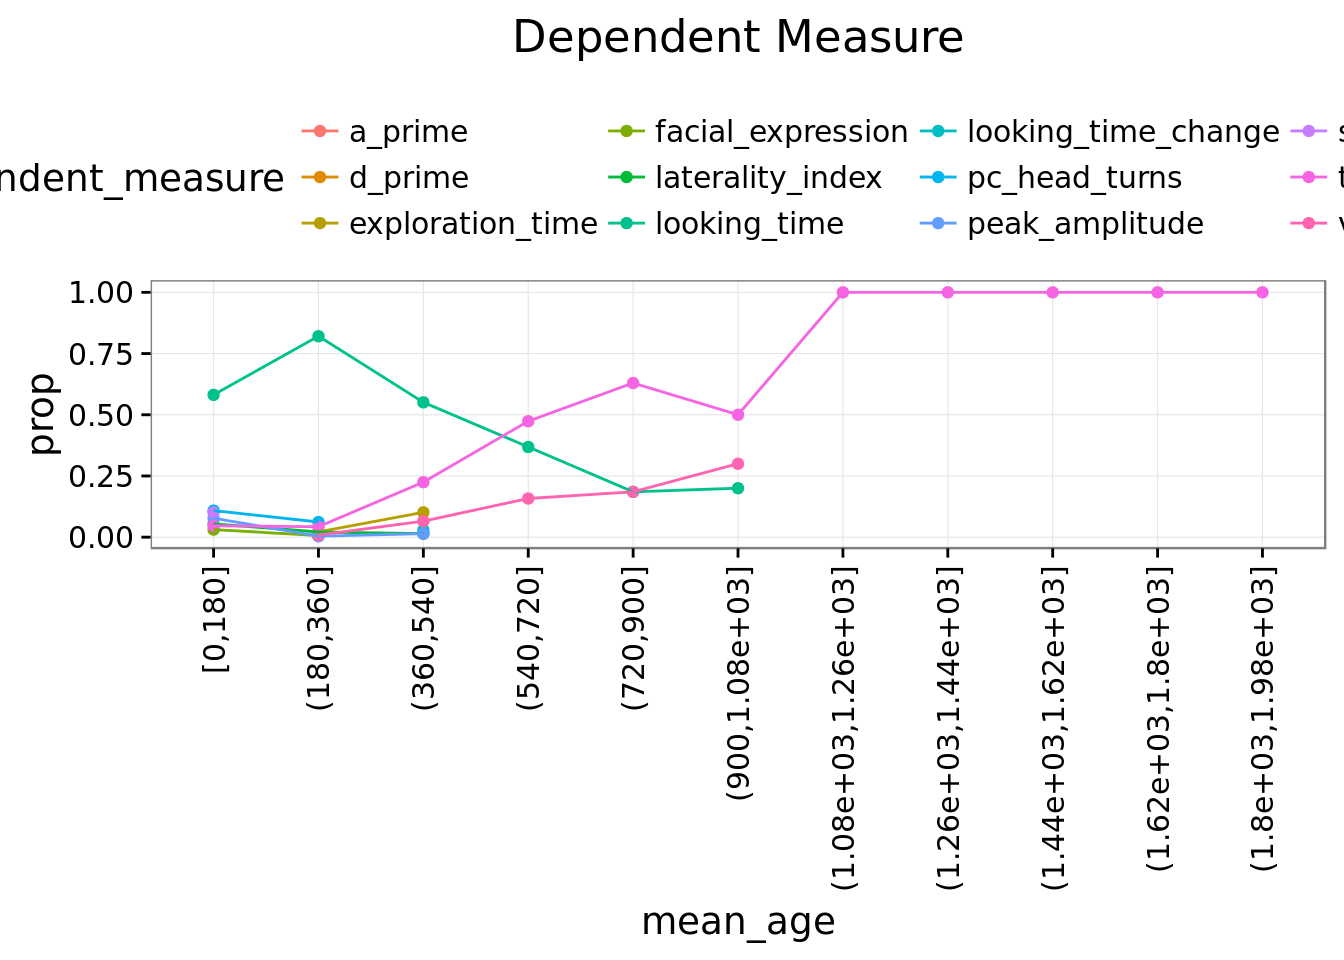 Dependent Measure
a_prime facial_expression looking_time_change s
ndent_measure d_prime laterality_index pc_head_turns t
exploration_time looking_time peak_amplitude
1.00
0.75
0.50
0.25
0.00
prop
[0,180] (180,360] (360,540] (540,720] (720,900] (900,1.08e+03] (1.08e+03,1.26e+03] (1.26e+03,1.44e+03] (1.44e+03,1.62e+03] (1.62e+03,1.8e+03] (1.8e+03,1.98e+03]
mean_age